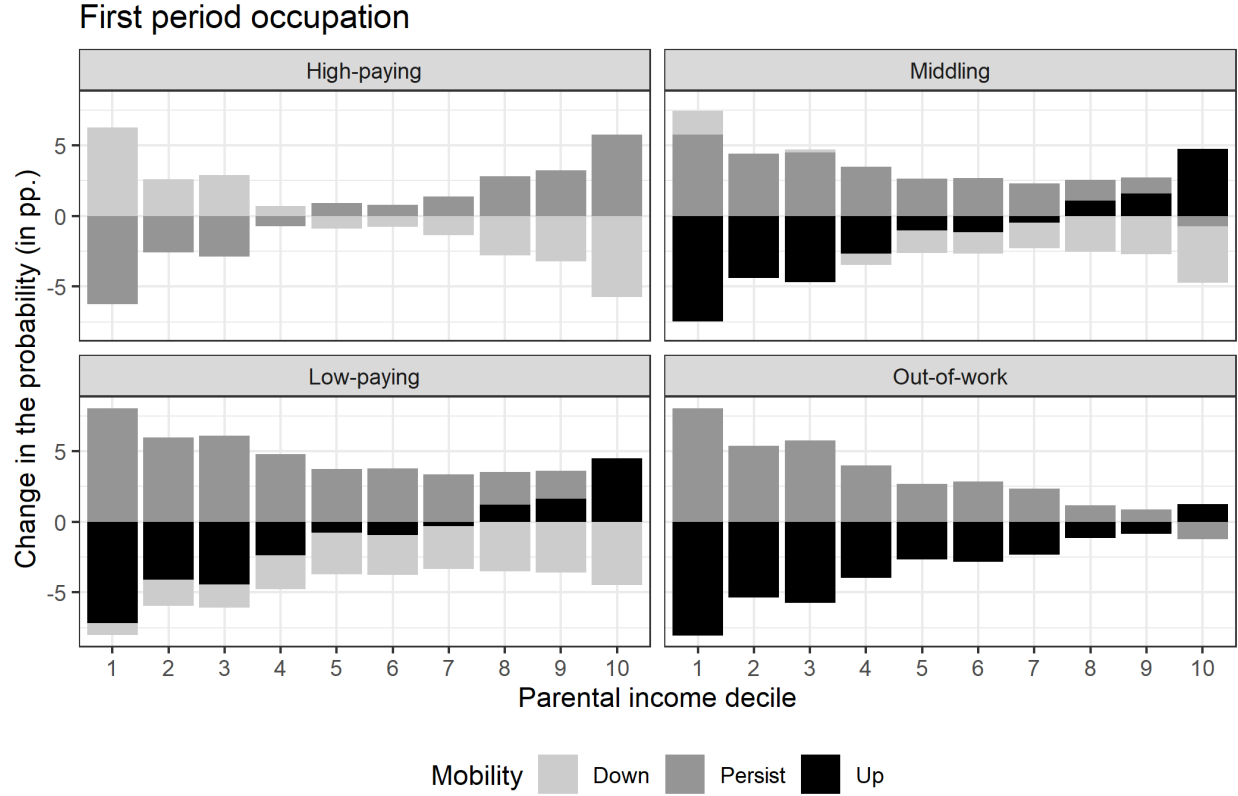 First period occupation
High-paying
Middling
5
0
-5
Low-paying
Out-of-work
5
0
-5
1 2 3 4 5 6 7 8 9 10
1 2 3 4 5 6 7 8 9 10
Change in the probability (in pp.)
Parental income decile
Mobility Down Persist Up